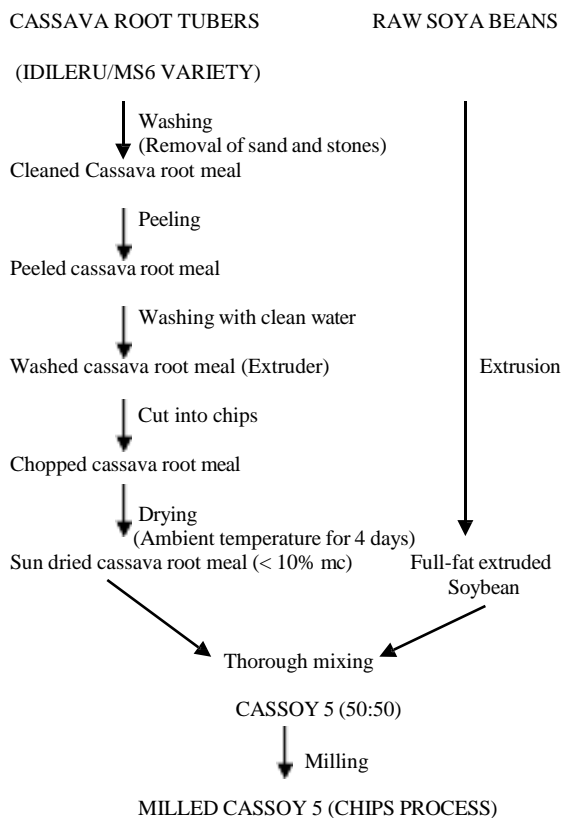 CASSAVA ROOT TUBERS
RAW SOYA BEANS
(IDILERU/MS6 VARIETY)
Washing
(Removal of sand and stones)
Cleaned Cassava root meal
Peeling
Peeled cassava root meal
Washing with clean water
Washed cassava root meal (Extruder)
Extrusion
Cut into chips
Chopped cassava root meal
Drying
(Ambient temperature for 4 days)
Sun dried cassava root meal (< 10% mc)
Full-fat extruded
Soybean
Thorough mixing
CASSOY 5 (50:50)
Milling
MILLED CASSOY 5 (CHIPS PROCESS)